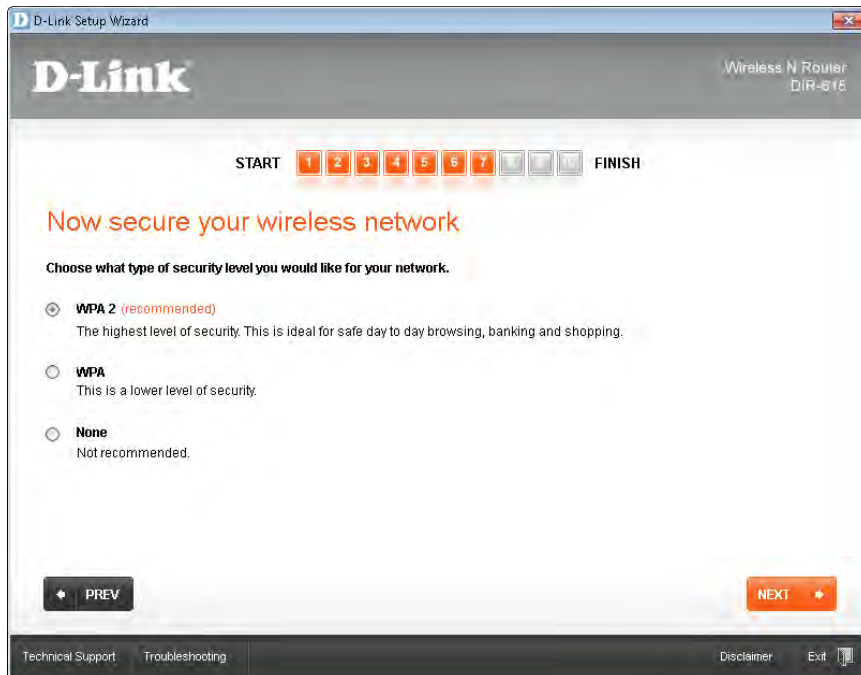 D D-Link Setup Wizard
D-Link
Wireless N Router
DIR-615
START 1 2 3 4 5 6 7 8 9 10 FINISH
Now secure your wireless network
Choose what type of security level you would like for your network.
WPA 2 (recommended)
The highest level of security. This is ideal for safe day to day browsing, banking and shopping.
WPA
This is a lower level of security.
None
Not recommended.
PREV
NEXT
Technical Support Troubleshooting Disclaimer Exit